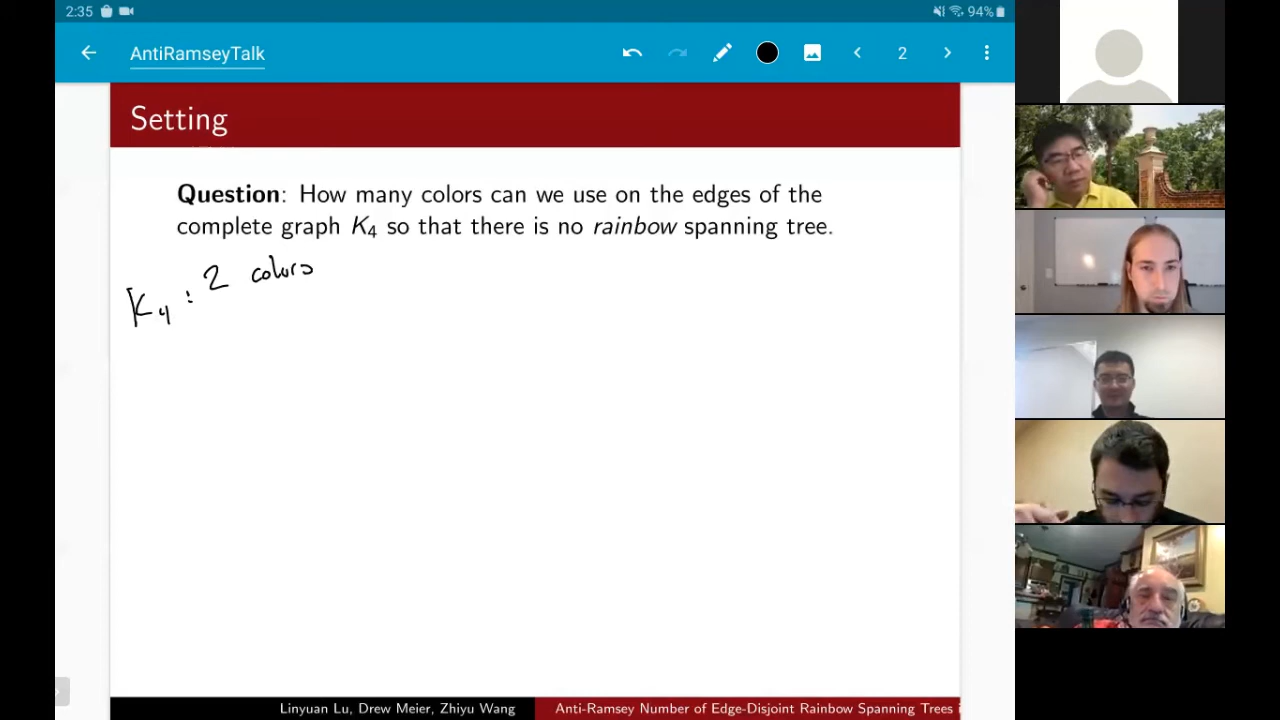 2:35
94%
AntiRamseyTalk
2
Setting
Question: How many colors can we use on the edges of the
complete graph K₄ so that there is no rainbow spanning tree.
K₄ : 2 colors
Linyuan Lu, Drew Meier, Zhiyu Wang
Anti-Ramsey Number of Edge-Disjoint Rainbow Spanning Trees i